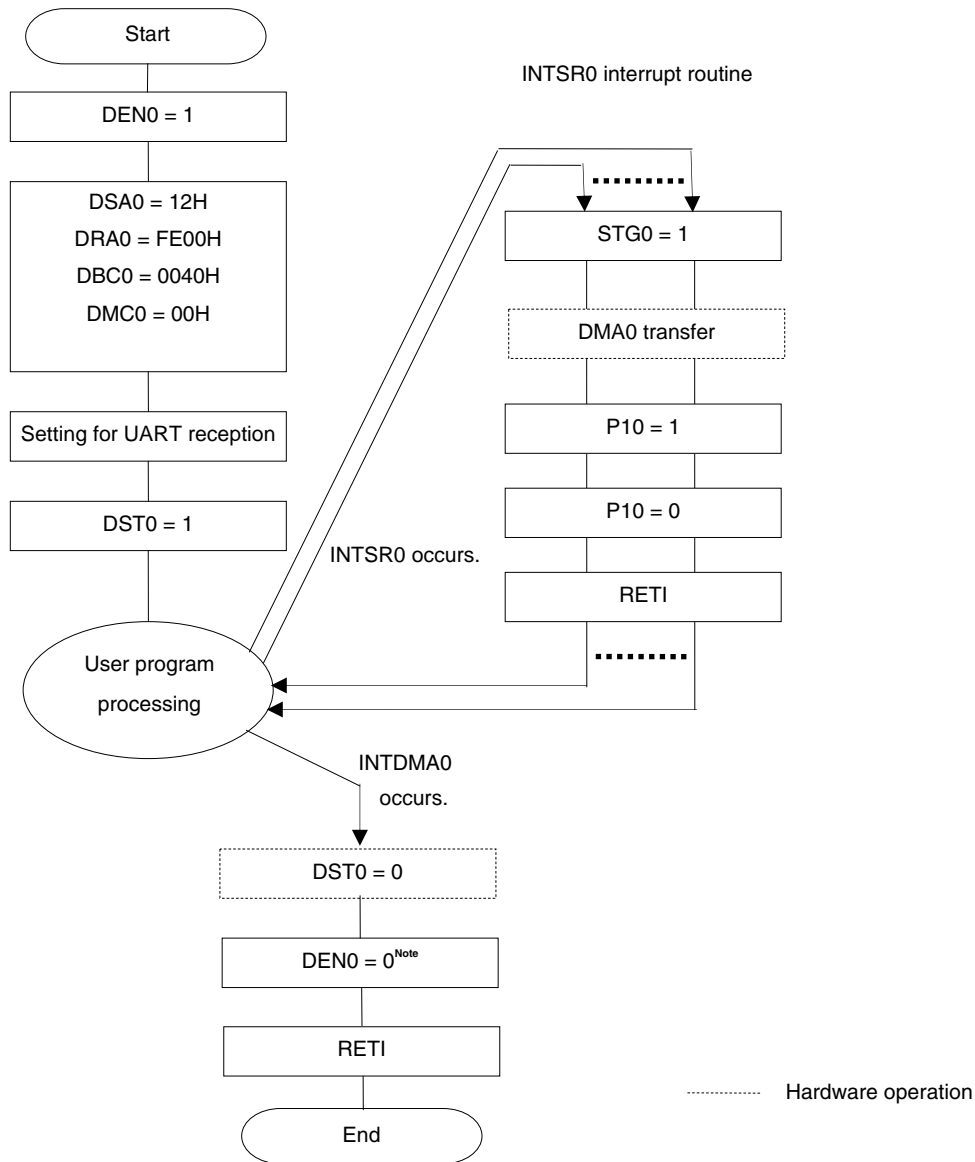 Start
DEN0 = 1
DSA0 = 12H
DRA0 = FE00H
DBC0 = 0040H
DMC0 = 00H
Setting for UART reception
DST0 = 1
User program
processing
INTSR0 occurs.
INTSR0 interrupt routine
STG0 = 1
DMA0 transfer
P10 = 1
P10 = 0
RETI
INTDMA0
occurs.
DST0 = 0
DEN0 = 0Note
RETI
End
Hardware operation